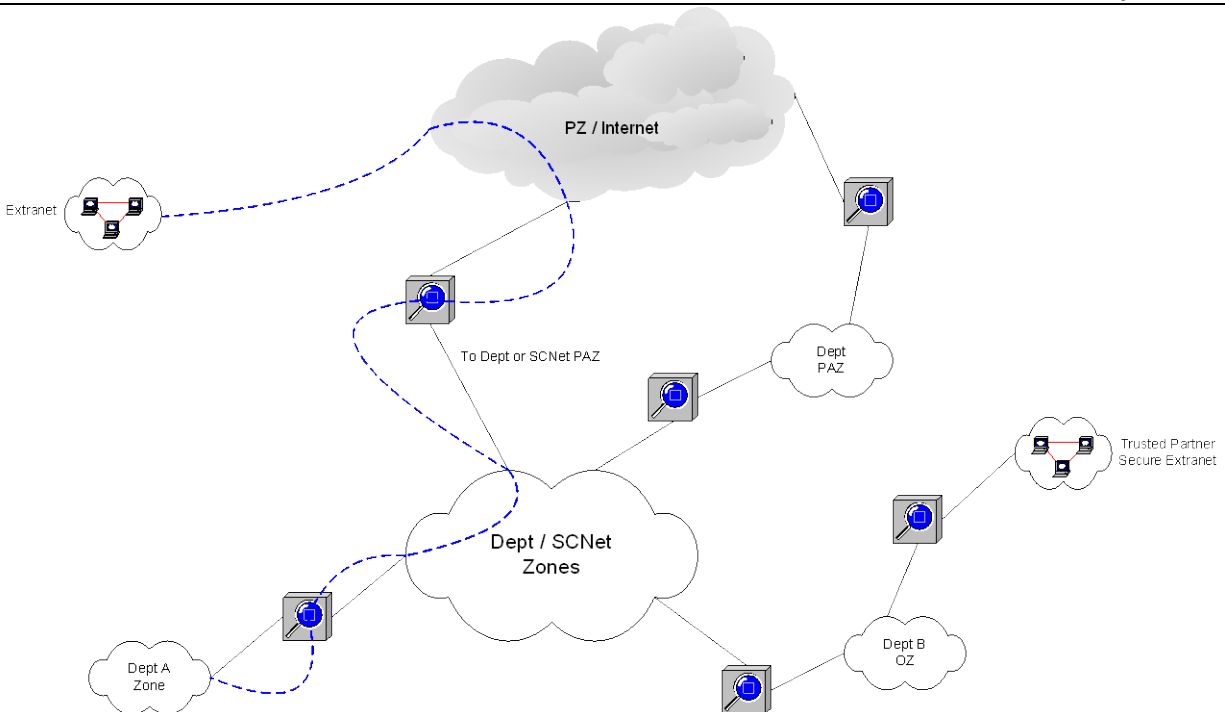 PZ / Internet
Extranet
To Dept or SCNet PAZ
Dept
PAZ
Trusted Partner
Secure Extranet
Dept / SCNet
Zones
Dept B
OZ
Dept A
Zone